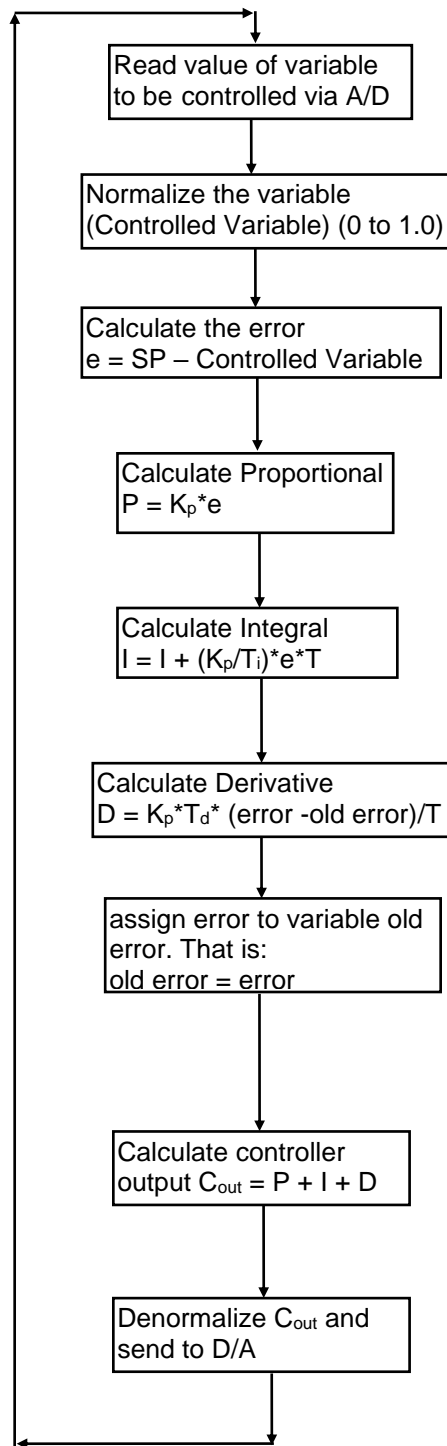 Read value of variable
to be controlled via A/D
Normalize the variable
(Controlled Variable) (0 to 1.0)
Calculate the error
e = SP – Controlled Variable
Calculate Proportional
P = Kp*e
Calculate Integral
I = I + (Kp/Ti)*e*T
Calculate Derivative
D = Kp*Td* (error -old error)/T
assign error to variable old
error. That is:
old error = error
Calculate controller
output Cout = P + I + D
Denormalize Cout and
send to D/A